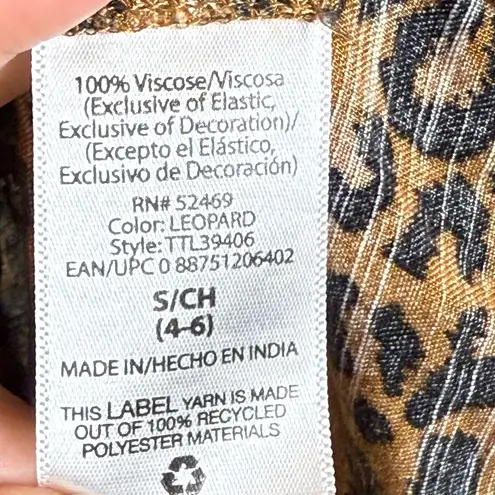 100% Viscose/Viscosa
(Exclusive of Elastic,
Exclusive of Decoration)/
(Excepto el Elástico,
Exclusivo de Decoración)
RN# 52469
Color: LEOPARD
Style: TTL39406
EAN/UPC 0 88751206402
S/CH
(4-6)
MADE IN/HECHO EN INDIA
THIS LABEL YARN IS MADE
OUT OF 100% RECYCLED
POLYESTER MATERIALS